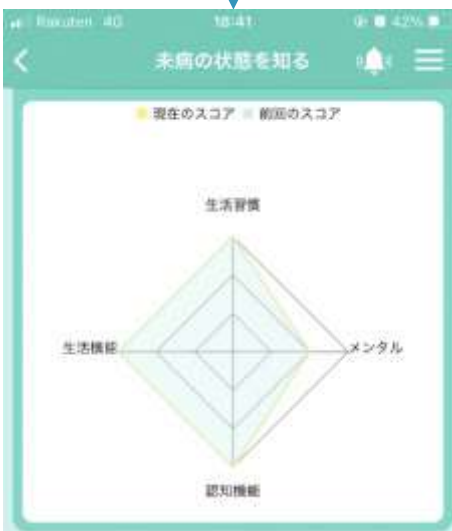 Rakuten 4G 18:41 42%
未病の状態を知る
現在のスコア 前回のスコア
生活習慣
生活機能 メンタル
認知機能